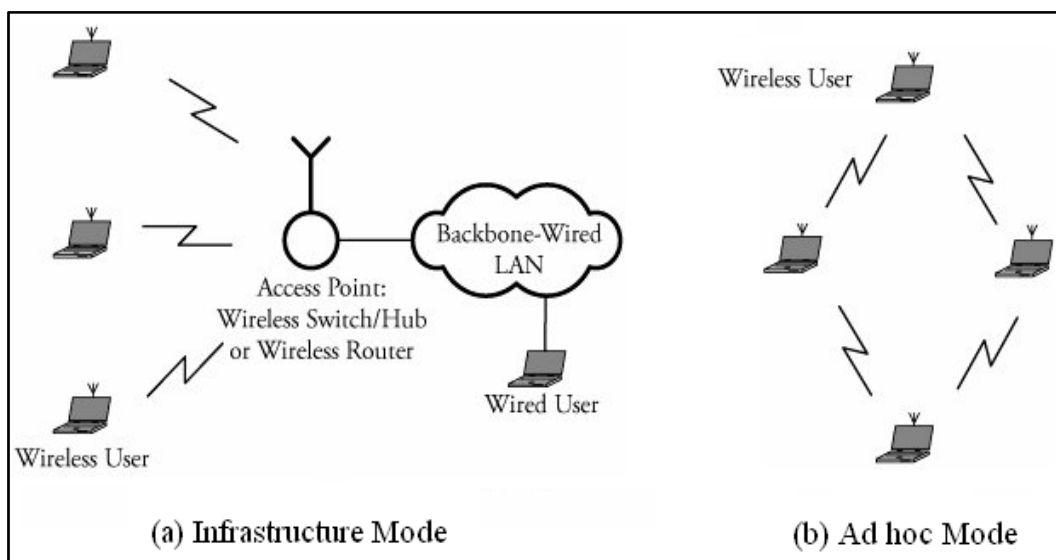 Wireless User
Backbone-Wired
LAN
Access Point:
Wireless Switch/Hub
or Wireless Router
Wired User
Wireless User
(a) Infrastructure Mode
(b) Ad hoc Mode